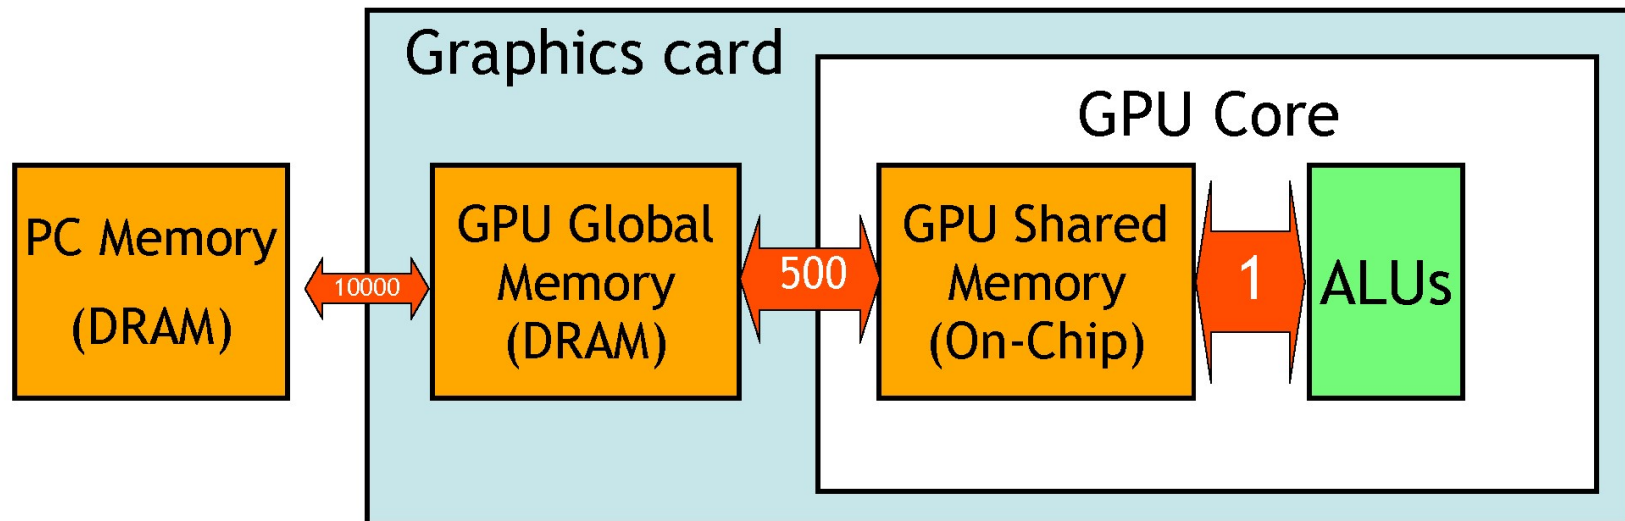 Graphics card
GPU Core
PC Memory
(DRAM)
10000
GPU Global
Memory
(DRAM)
500
GPU Shared
Memory
(On-Chip)
1
ALUs